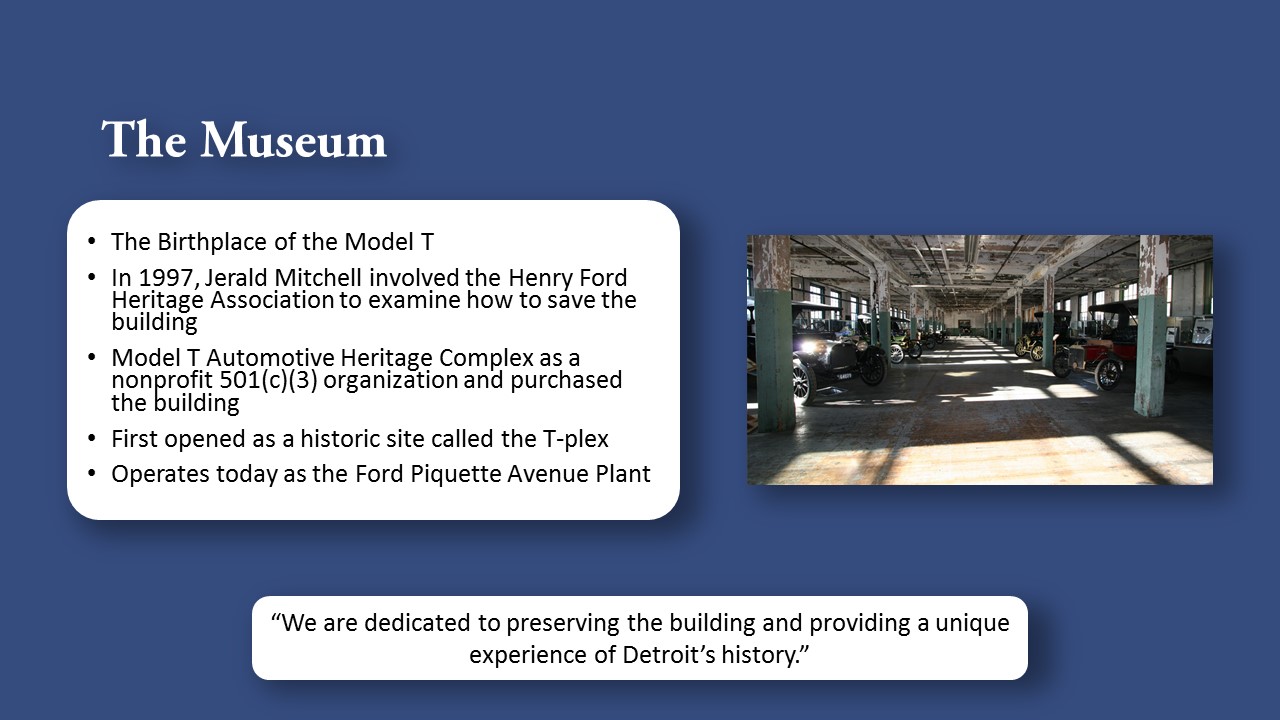 The Museum
• The Birthplace of the Model T
• In 1997, Jerald Mitchell involved the Henry Ford
Heritage Association to examine how to save the
building
• Model T Automotive Heritage Complex as a
nonprofit 501(c)(3) organization and purchased
the building
• First opened as a historic site called the T-plex
• Operates today as the Ford Piquette Avenue Plant
“We are dedicated to preserving the building and providing a unique
experience of Detroit’s history.”